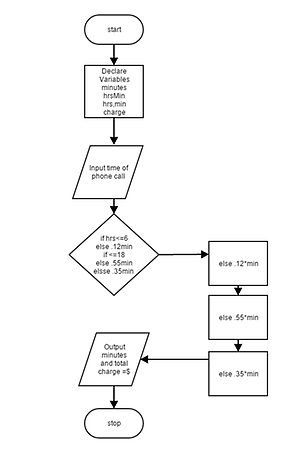 start
Declare
Variables
minutes
hrsMin
hrs,min
charge
Input time of
phone call
if hrs<=6
else .12min
if <=18
else .55min
elsse .35min
else .12*min
else .55*min
else .35*min
Output
minutes
and total
charge =$
stop